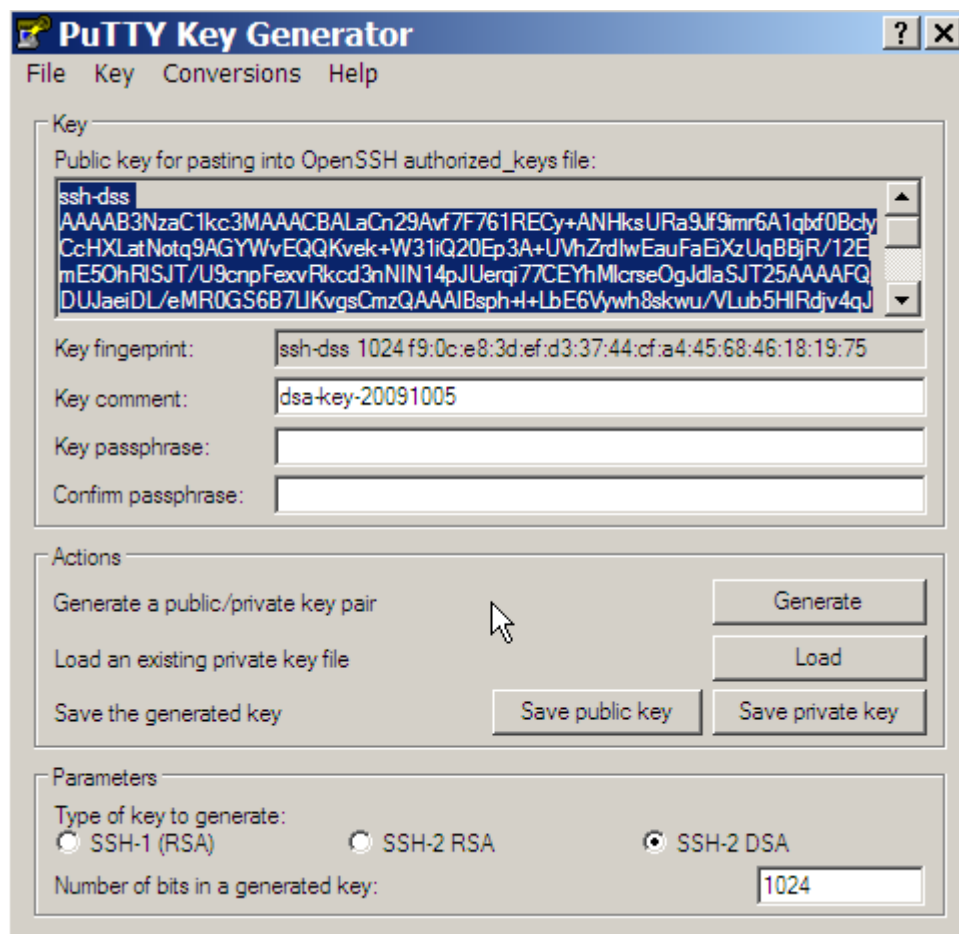 PuTTY Key Generator
File Key Conversions Help
Key
Public key for pasting into OpenSSH authorized_keys file:
ssh-dss
AAAAB3NzaC1kc3MAAACBALaCn29Avf7F761RECy+ANHksURa9Jf9imr6A1qlxf0Bcly
CcHXLatNotq9AGYWvEQQKvek+W31iQ20Ep3A+UVhZrdIwEauFaEiXzUqBBjR/12E
mE5OhRlSJT/U9cnpFexvRkcd3nNIN14pJUerqi77CEYhMlcrseOgJdlaSJT25AAAAFQ
DUJaeiDL/eMR0GS6B7LlKvgsCmzQAAAIBsph+l+LbE6Vywh8skwu/VLub5HlRdjv4qJ
Key fingerprint: ssh-dss 1024 f9:0c:e8:3d:ef:d3:37:44:cf:a4:45:68:46:18:19:75
Key comment: dsa-key-20091005
Key passphrase:
Confirm passphrase:
Actions
Generate a public/private key pair Generate
Load an existing private key file Load
Save the generated key Save public key Save private key
Parameters
Type of key to generate:
SSH-1 (RSA) SSH-2 RSA SSH-2 DSA
Number of bits in a generated key: 1024